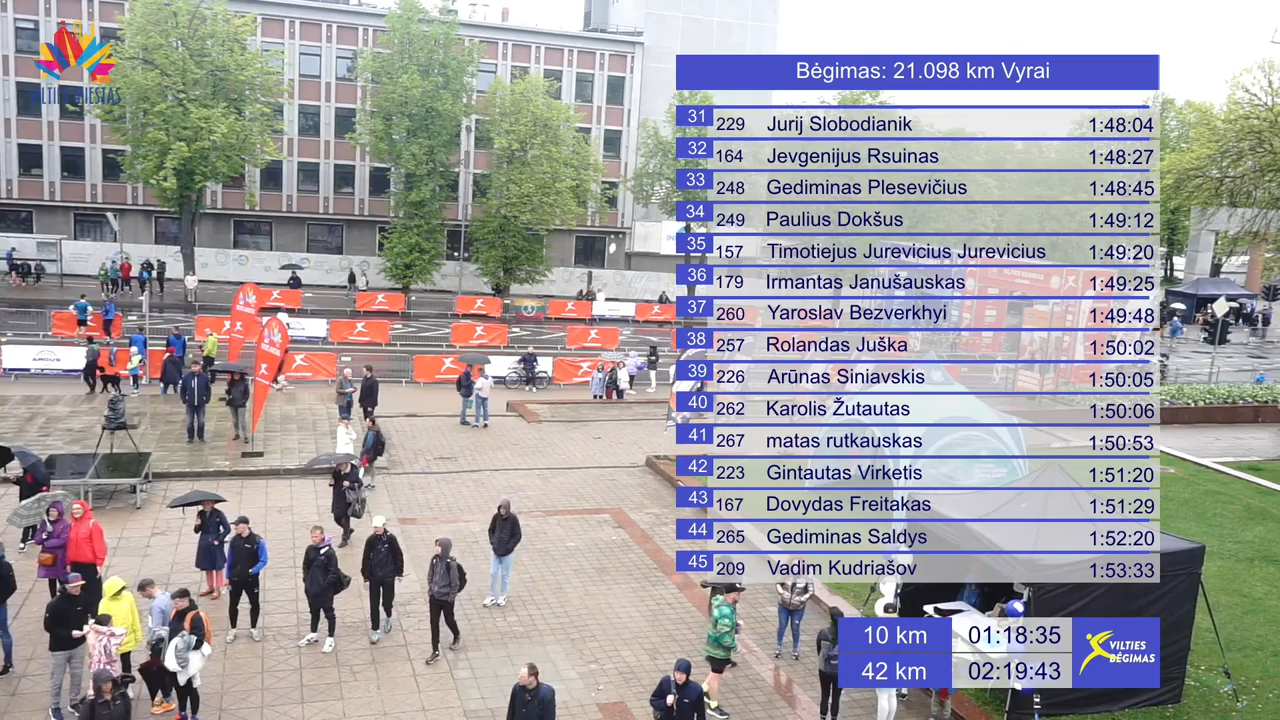 VILTIES MIESTAS
Bėgimas: 21.098 km Vyrai
31 229 Jurij Slobodianik 1:48:04
32 164 Jevgenijus Rsuinas 1:48:27
33 248 Gediminas Plesevičius 1:48:45
34 249 Paulius Dokšus 1:49:12
35 157 Timotiejus Jurevicius Jurevicius 1:49:20
36 179 Irmantas Janušauskas 1:49:25
37 260 Yaroslav Bezverkhyi 1:49:48
38 257 Rolandas Juška 1:50:02
39 226 Arūnas Siniavskis 1:50:05
40 262 Karolis Žutautas 1:50:06
41 267 matas rutkauskas 1:50:53
42 223 Gintautas Virketis 1:51:20
43 167 Dovydas Freitakas 1:51:29
44 265 Gediminas Saldys 1:52:20
45 209 Vadim Kudriašov 1:53:33
10 km 01:18:35
42 km 02:19:43
VILTIES
BĖGIMAS
ARGUS